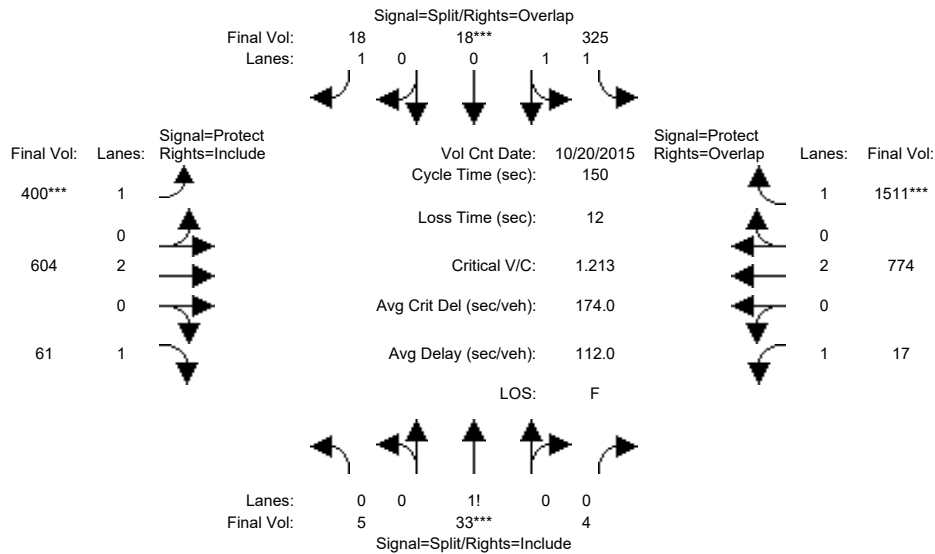 Signal=Split/Rights=Overlap
Final Vol: 18 18*** 325
Lanes: 1 0 0 1 1
Signal=Protect
Final Vol: Lanes: Rights=Include
Vol Cnt Date: 10/20/2015
Signal=Protect
Rights=Overlap Lanes: Final Vol:
Cycle Time (sec): 150
400*** 1
1 1511***
Loss Time (sec): 12
0
0
604 2
Critical V/C: 1.213
2 774
0
Avg Crit Del (sec/veh): 174.0
0
61 1
Avg Delay (sec/veh): 112.0
1 17
LOS: F
Lanes: 0 0 1! 0 0
Final Vol: 5 33*** 4
Signal=Split/Rights=Include